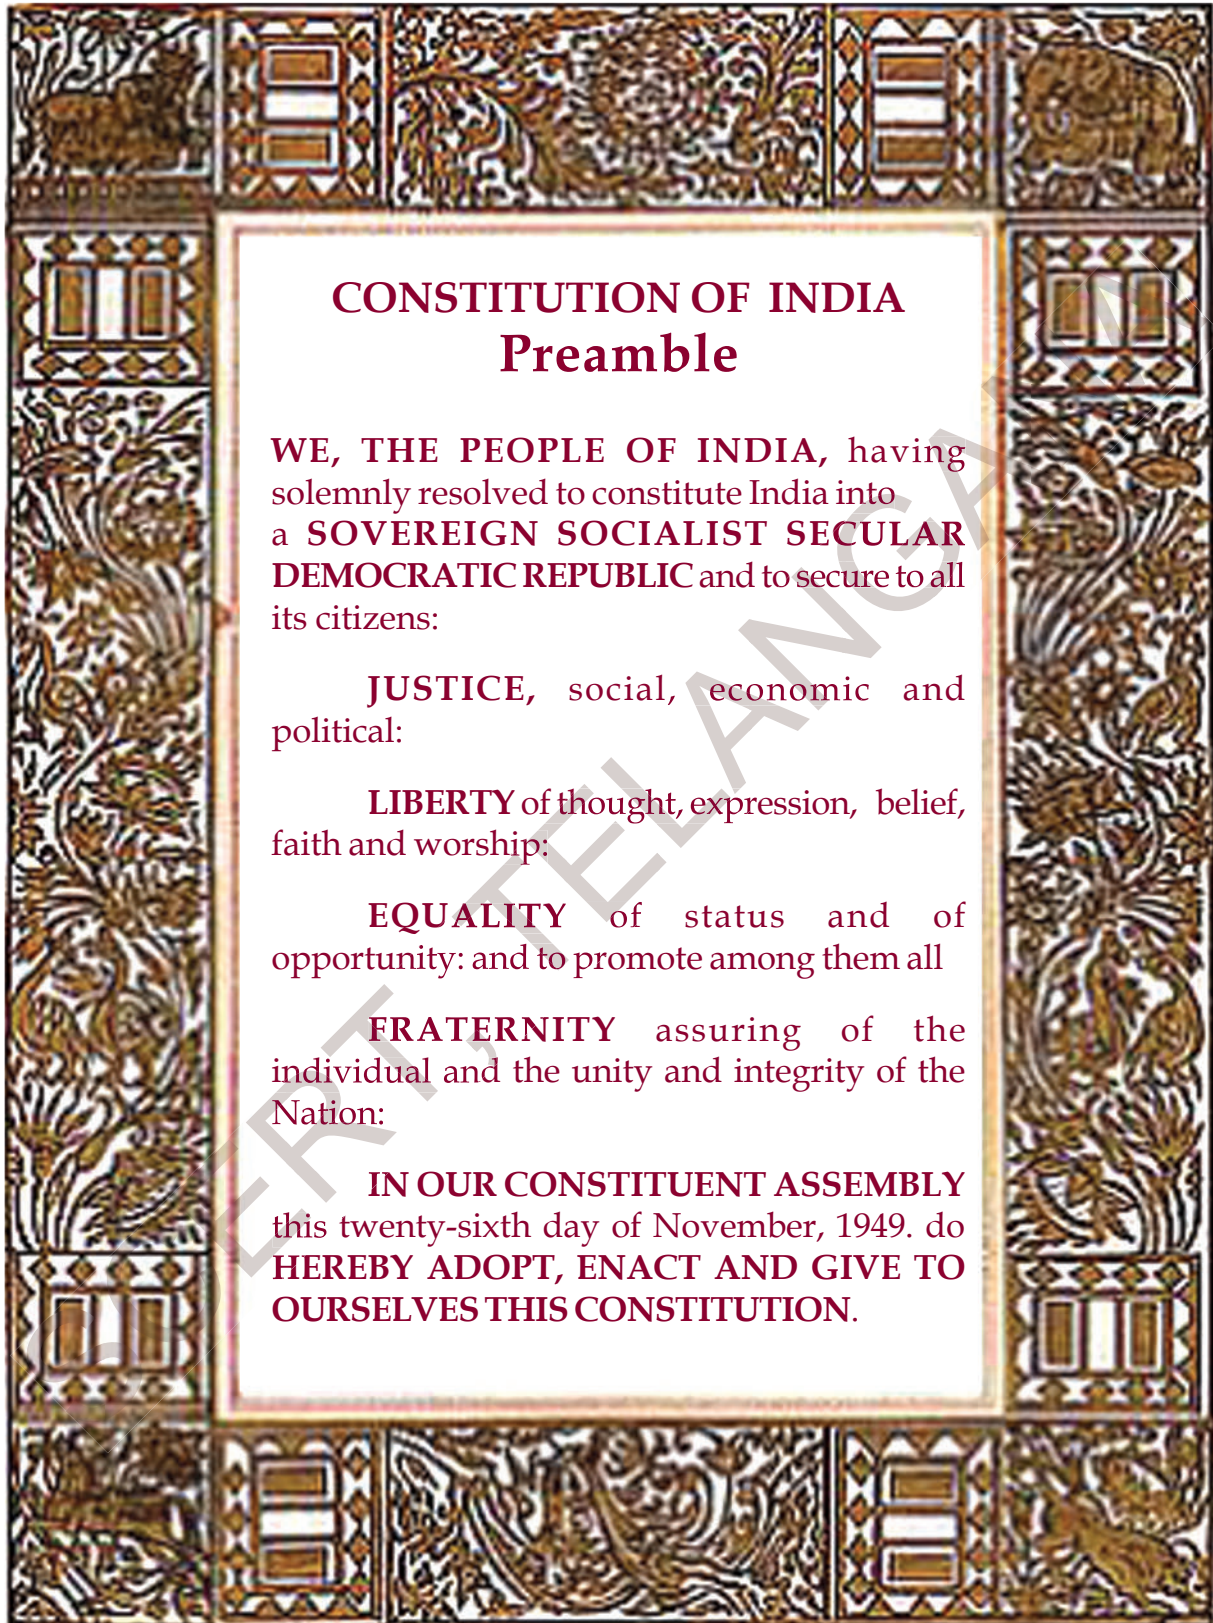 CONSTITUTION OF INDIA
Preamble
WE, THE PEOPLE OF INDIA, having
solemnly resolved to constitute India into
a SOVEREIGN SOCIALIST SECULAR
DEMOCRATIC REPUBLIC and to secure to all
its citizens:
JUSTICE, social, economic and
political:
LIBERTY of thought, expression, belief,
faith and worship:
EQUALITY of status and of
opportunity: and to promote among them all
FRATERNITY assuring of the
individual and the unity and integrity of the
Nation:
IN OUR CONSTITUENT ASSEMBLY
this twenty-sixth day of November, 1949. do
HEREBY ADOPT, ENACT AND GIVE TO
OURSELVES THIS CONSTITUTION.
SCERT, TELANGANA